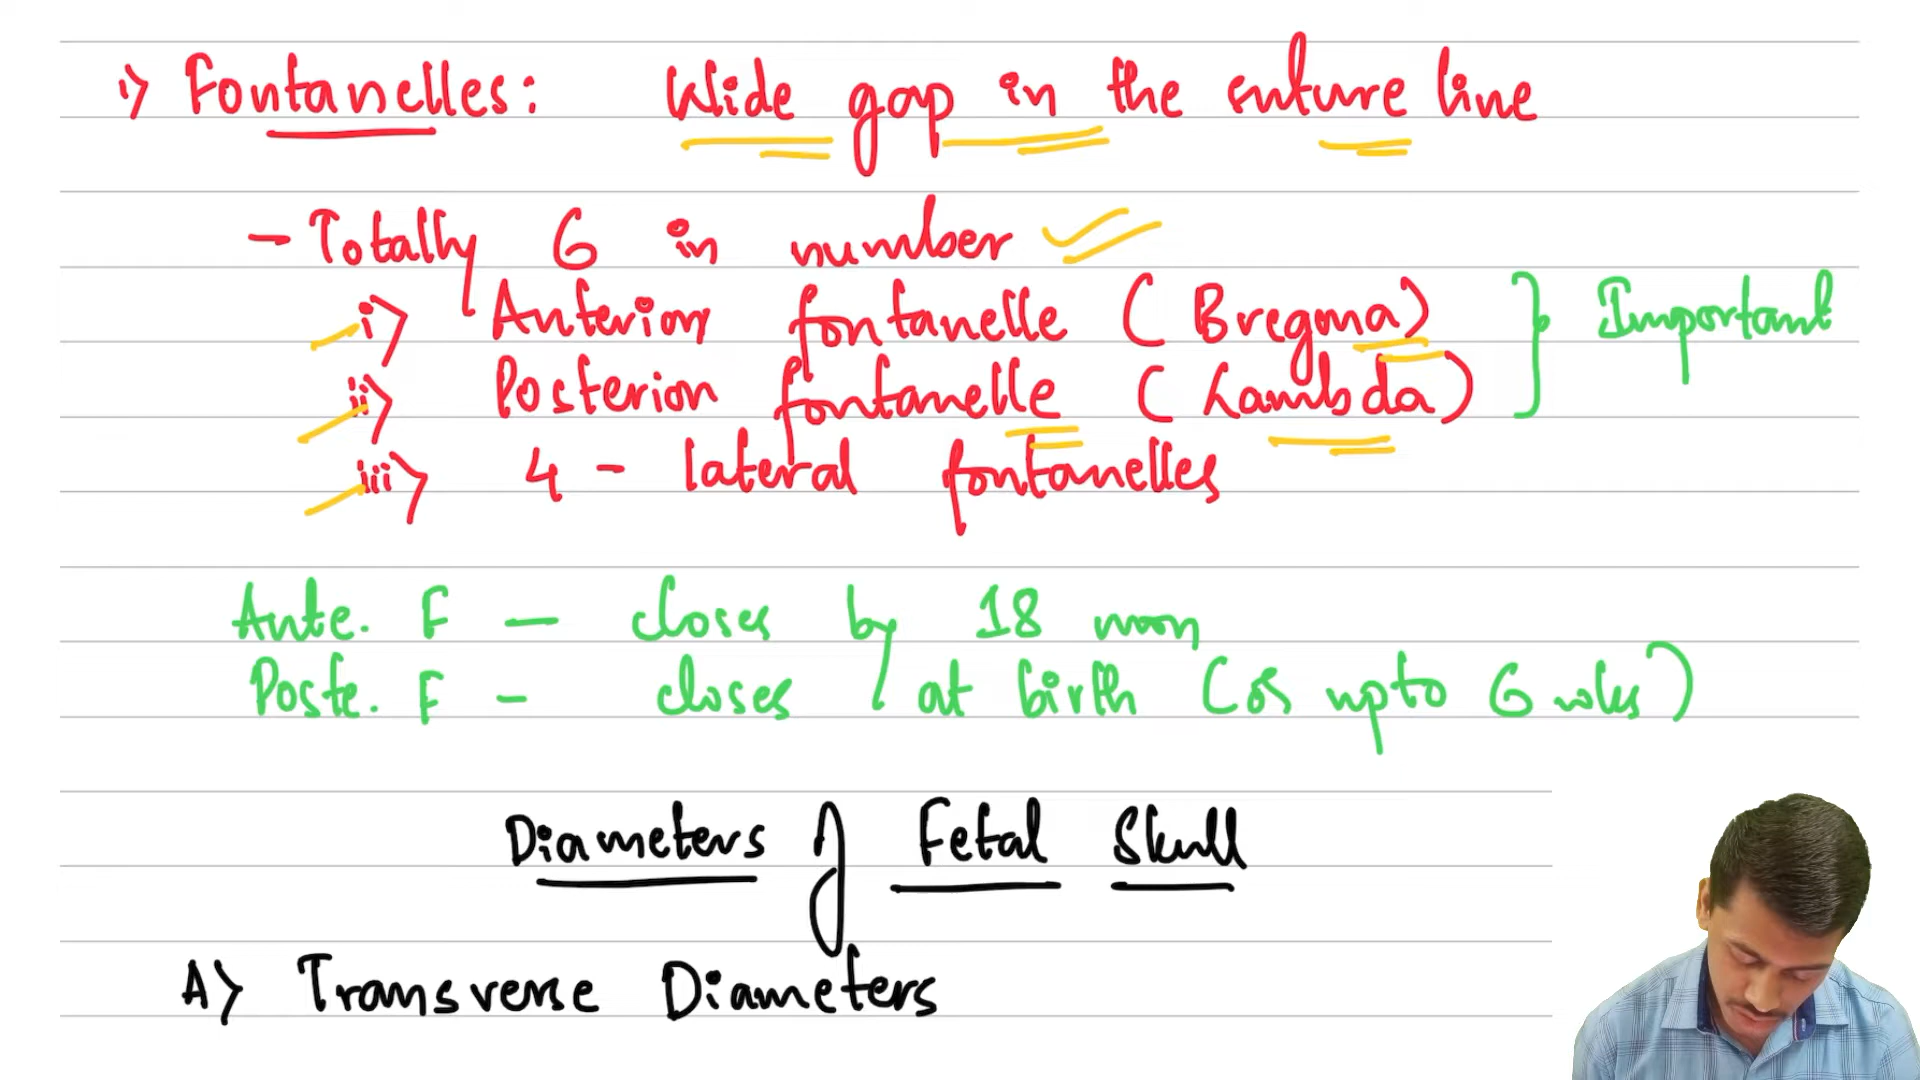 1> Fontanelles: Wide gap in the suture line
- Totally 6 in number
i> Anterior fontanelle (Bregma) } Important
ii> Posterior fontanelle (Lambda)
iii> 4 - lateral fontanelles
Ante. F — closes by 18 mon
Poste. F - closes at birth (or upto 6 wks)
Diameters of Fetal Skull
A> Transverse Diameters